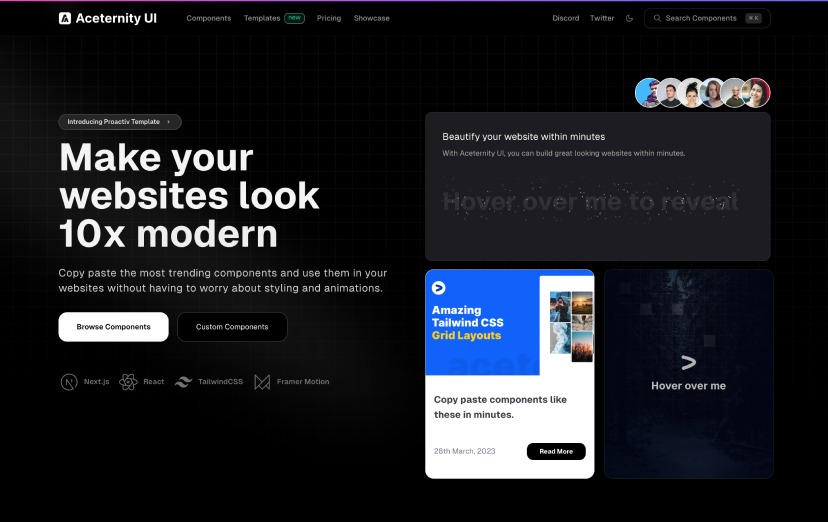 Aceternity UI
Components
Templates
new
Pricing
Showcase
Discord
Twitter
Search Components
⌘ K
Introducing Proactiv Template ›
Make your
websites look
10x modern
Copy paste the most trending components and use them in your
websites without having to worry about styling and animations.
Browse Components
Custom Components
Next.js
React
TailwindCSS
Framer Motion
Beautify your website within minutes
With Aceternity UI, you can build great looking websites within minutes.
Hover over me to reveal
Amazing
Tailwind CSS
Grid Layouts
acete
Copy paste components like
these in minutes.
28th March, 2023
Read More
Hover over me